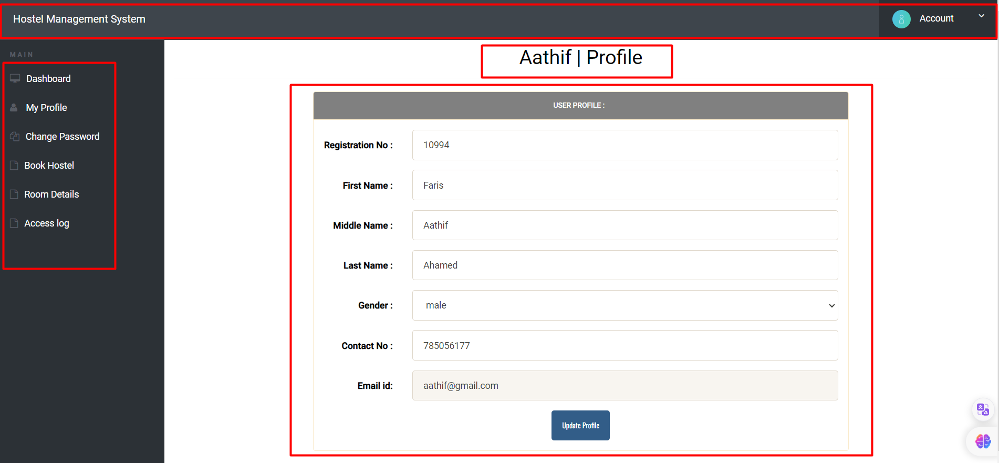 Hostel Management System
Account
MAIN
Dashboard
My Profile
Change Password
Book Hostel
Room Details
Access log
Aathif | Profile
USER PROFILE :
Registration No : 10994
First Name : Faris
Middle Name : Aathif
Last Name : Ahamed
Gender : male
Contact No : 785056177
Email id: aathif@gmail.com
Update Profile